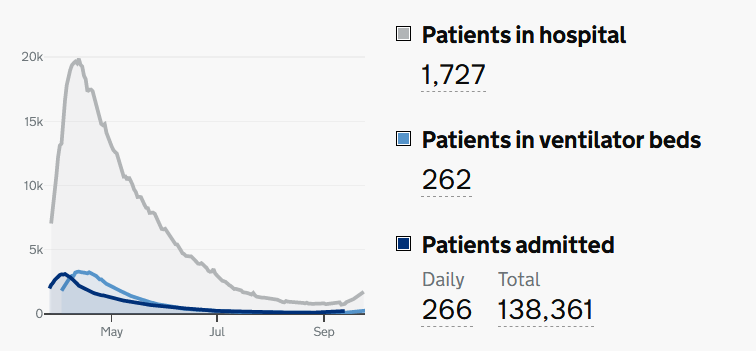 20k
15k
10k
5k
0
May Jul Sep
Patients in hospital
1,727
Patients in ventilator beds
262
Patients admitted
Daily Total
266 138,361